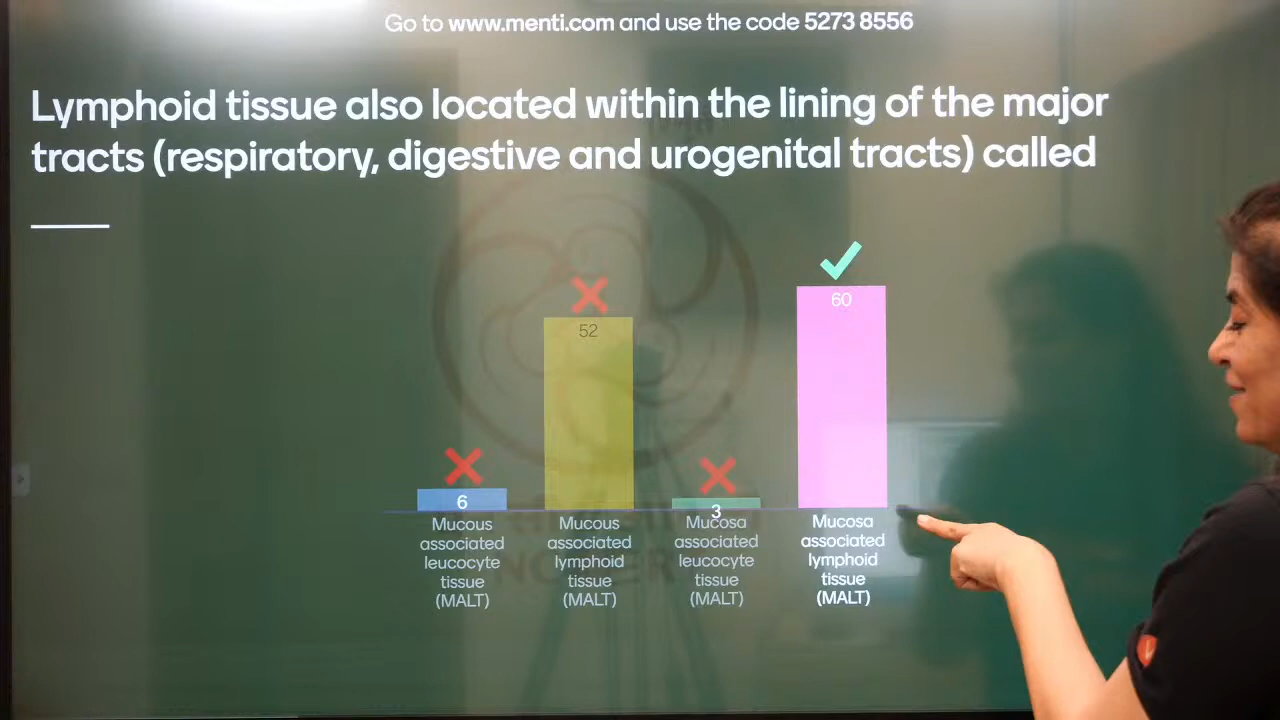 Go to www.menti.com and use the code 5273 8556
Lymphoid tissue also located within the lining of the major
tracts (respiratory, digestive and urogenital tracts) called
60
52
6
3
Mucous
associated
leucocyte
tissue
(MALT)
Mucous
associated
lymphoid
tissue
(MALT)
Mucosa
associated
leucocyte
tissue
(MALT)
Mucosa
associated
lymphoid
tissue
(MALT)